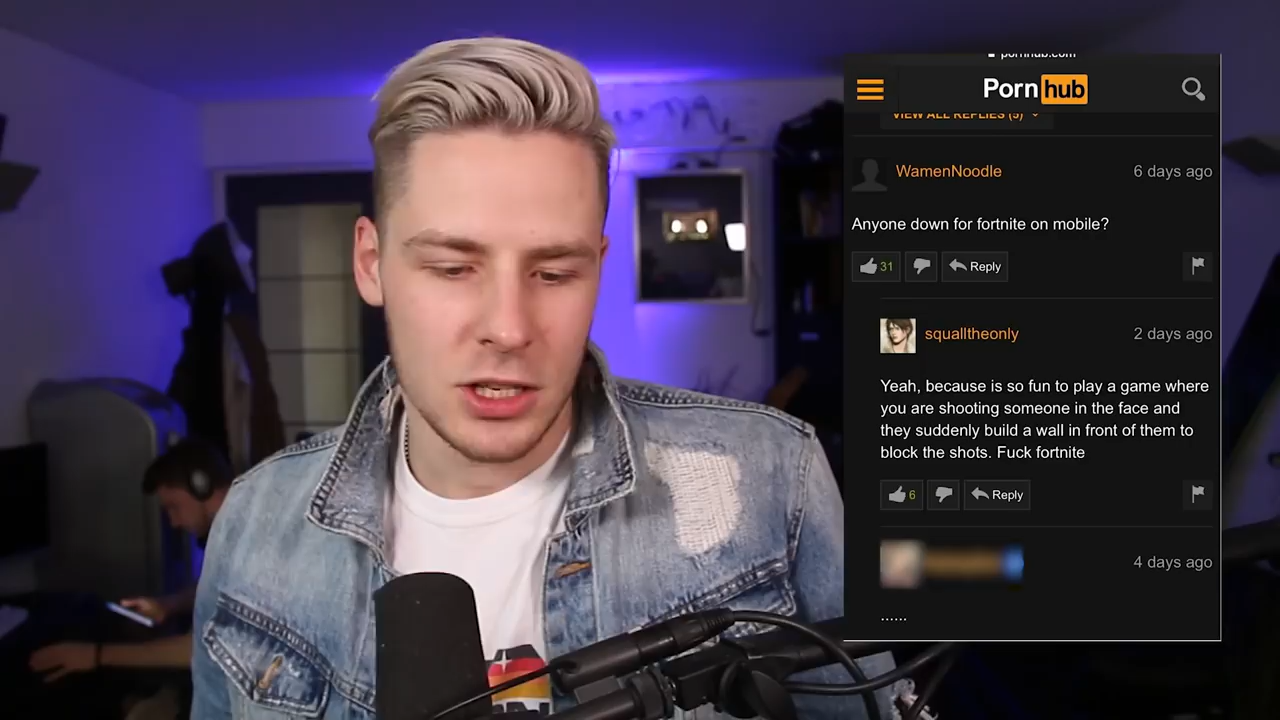 pornhub.com
Porn hub
VIEW ALL REPLIES (5)
WamenNoodle 6 days ago
Anyone down for fortnite on mobile?
31 Reply
squalltheonly 2 days ago
Yeah, because is so fun to play a game where
you are shooting someone in the face and
they suddenly build a wall in front of them to
block the shots. Fuck fortnite
6 Reply
4 days ago
......